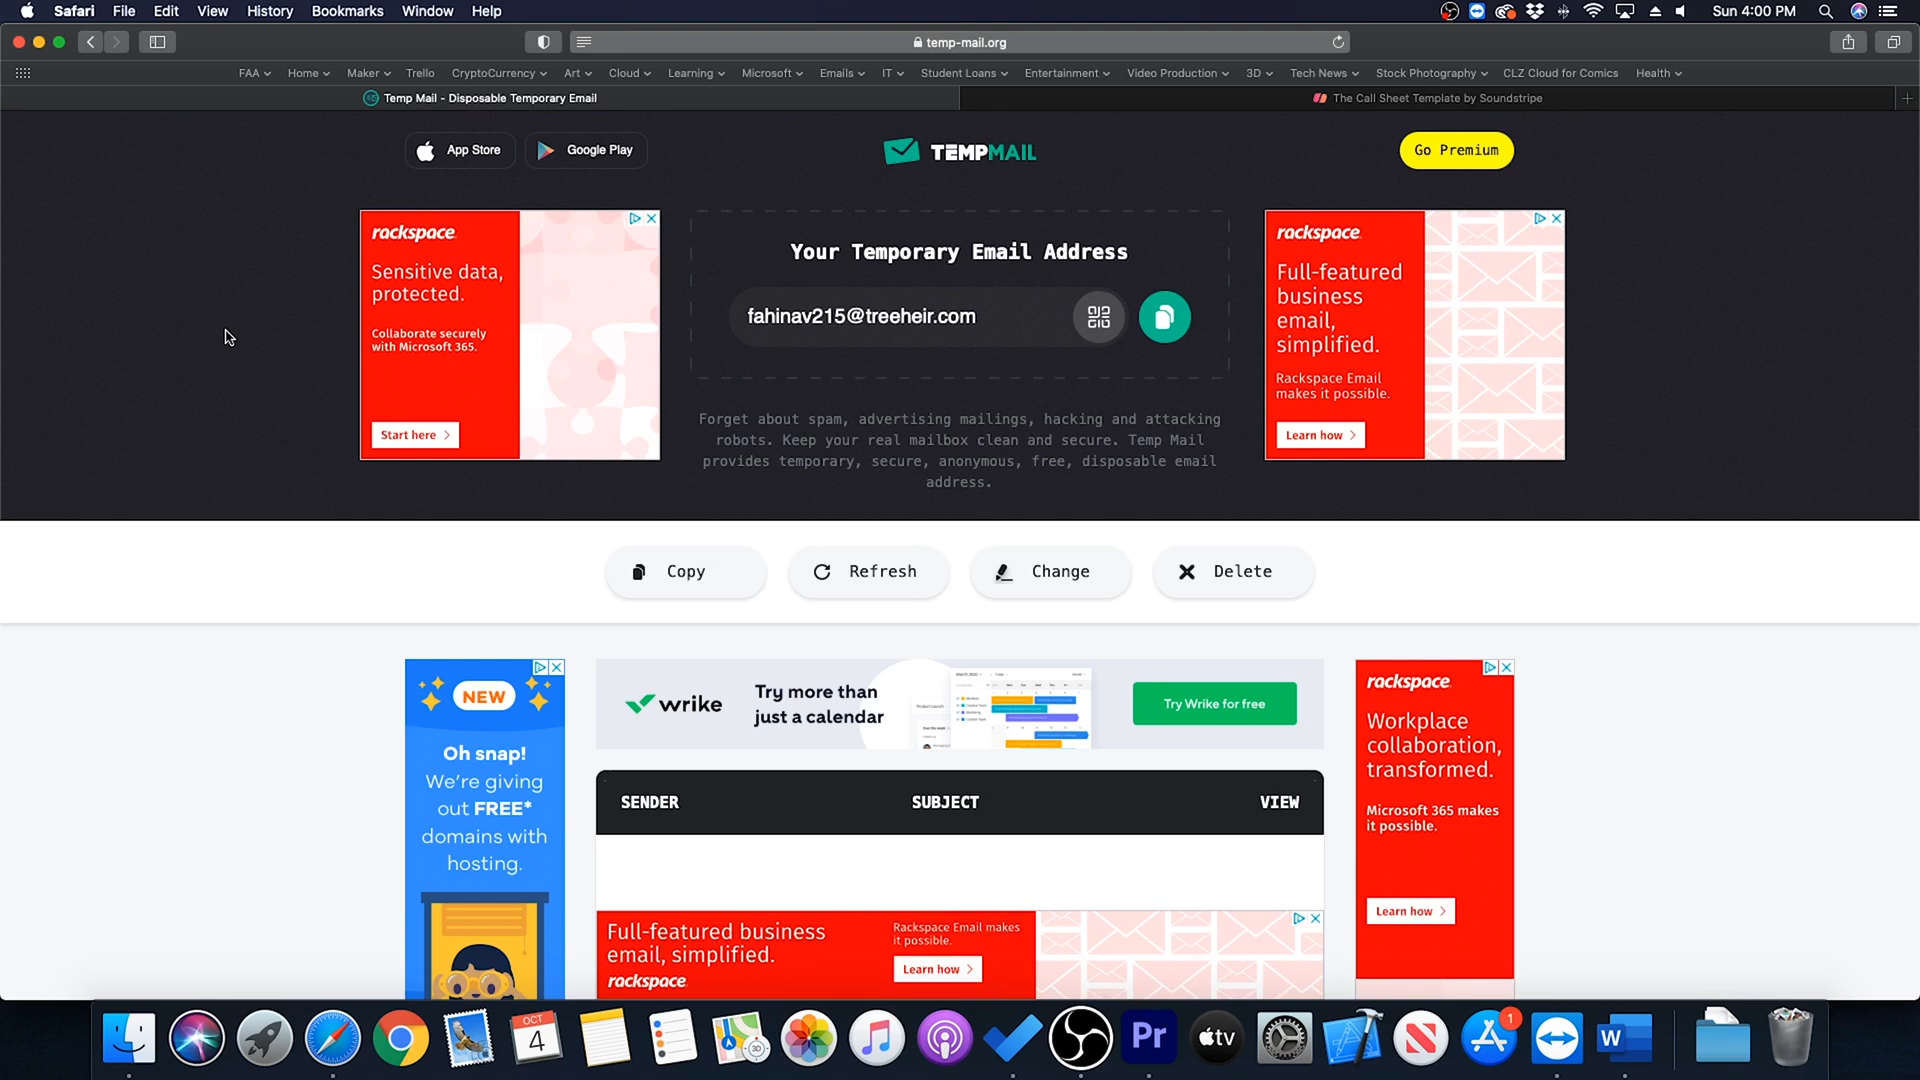 Safari File Edit View History Bookmarks Window Help
Sun 4:00 PM
temp-mail.org
FAA Home Maker Trello CryptoCurrency Art Cloud Learning Microsoft Emails IT Student Loans Entertainment Video Production 3D Tech News Stock Photography CLZ Cloud for Comics Health
Temp Mail - Disposable Temporary Email
The Call Sheet Template by Soundstripe
App Store
Google Play
TEMPMAIL
Go Premium
rackspace
Sensitive data,
protected.
Collaborate securely
with Microsoft 365.
Start here
Your Temporary Email Address
fahinav215@treeheir.com
Forget about spam, advertising mailings, hacking and attacking
robots. Keep your real mailbox clean and secure. Temp Mail
provides temporary, secure, anonymous, free, disposable email
address.
rackspace
Full-featured
business
email,
simplified.
Rackspace Email
makes it possible.
Learn how
Copy
Refresh
Change
Delete
NEW
Oh snap!
We're giving
out FREE*
domains with
hosting.
wrike
Try more than
just a calendar
Try Wrike for free
SENDER
SUBJECT
VIEW
Full-featured business
email, simplified.
rackspace
Rackspace Email makes
it possible.
Learn how
rackspace
Workplace
collaboration,
transformed.
Microsoft 365 makes
it possible.
Learn how
OCT
4
3D
Pr
tv
1
W